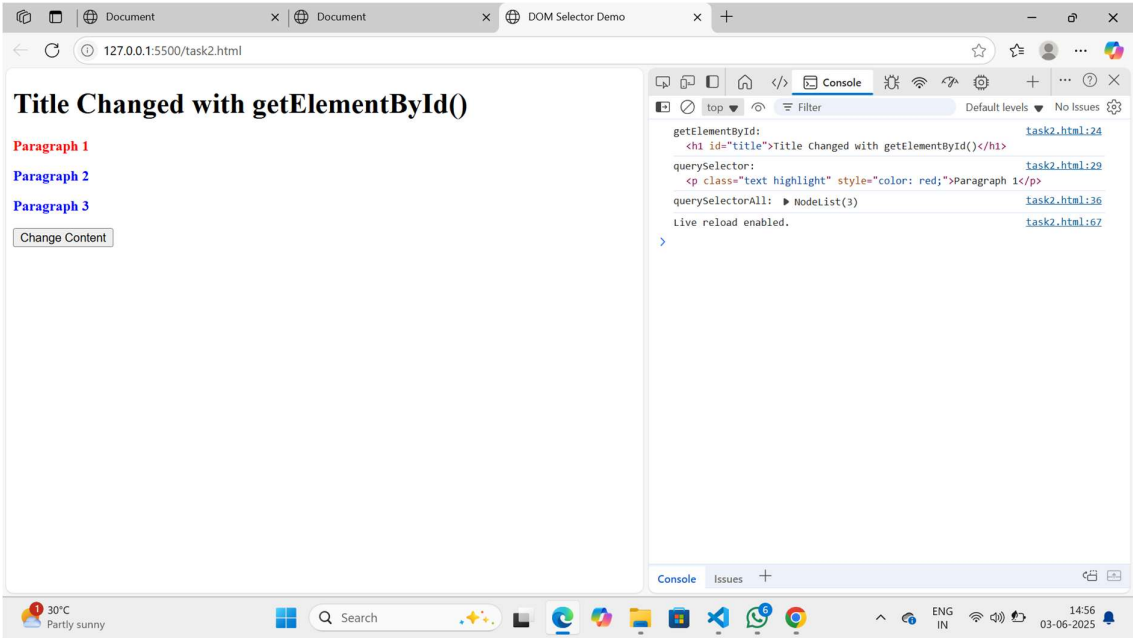 Document
Document
DOM Selector Demo
127.0.0.1:5500/task2.html
Title Changed with getElementById()
Paragraph 1
Paragraph 2
Paragraph 3
Change Content
Console
top
Filter
Default levels
No Issues
getElementById: task2.html:24
<h1 id="title">Title Changed with getElementById()</h1>
querySelector: task2.html:29
<p class="text highlight" style="color: red;">Paragraph 1</p>
querySelectorAll: NodeList(3) task2.html:36
Live reload enabled. task2.html:67
Console
Issues
1
30°C
Partly sunny
Search
6
ENG
IN
14:56
03-06-2025